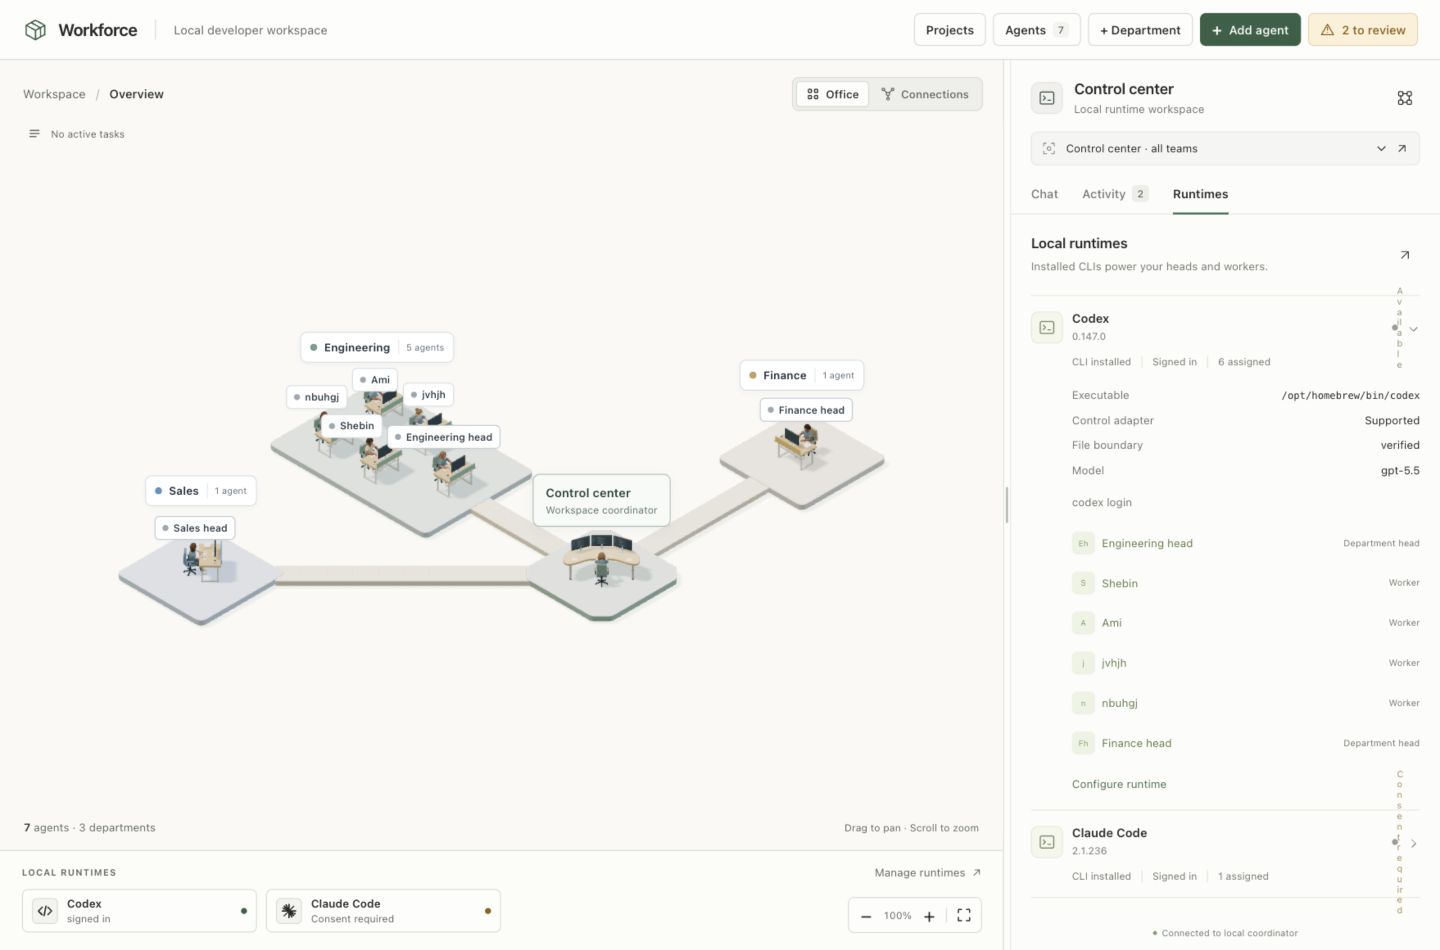 Workforce
Local developer workspace
Projects
Agents 7
+ Department
+ Add agent
2 to review
Workspace / Overview
Office
Connections
No active tasks
Engineering 5 agents
Ami
nbuhgj
jvhjh
Shebin
Engineering head
Finance 1 agent
Finance head
Sales 1 agent
Sales head
Control center
Workspace coordinator
7 agents · 3 departments
Drag to pan · Scroll to zoom
LOCAL RUNTIMES
Manage runtimes
Codex
signed in
Claude Code
Consent required
− 100% +
Control center
Local runtime workspace
Control center · all teams
Chat
Activity 2
Runtimes
Local runtimes
Installed CLIs power your heads and workers.
Codex
0.147.0
Available
CLI installed
Signed in
6 assigned
Executable /opt/homebrew/bin/codex
Control adapter Supported
File boundary verified
Model gpt-5.5
codex login
Eh Engineering head Department head
S Shebin Worker
A Ami Worker
j jvhjh Worker
n nbuhgj Worker
Fh Finance head Department head
Configure runtime
Claude Code
2.1.236
Consent required
CLI installed
Signed in
1 assigned
Connected to local coordinator